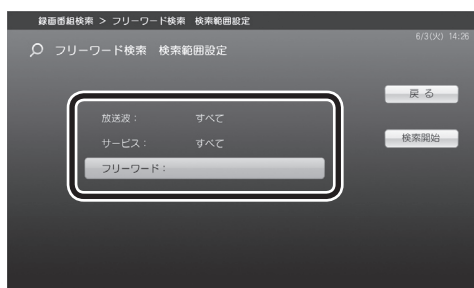 録画番組検索 > フリーワード検索 検索範囲設定
6/3(火) 14:26
フリーワード検索 検索範囲設定
戻る
放送波： すべて
検索開始
サービス： すべて
フリーワード：